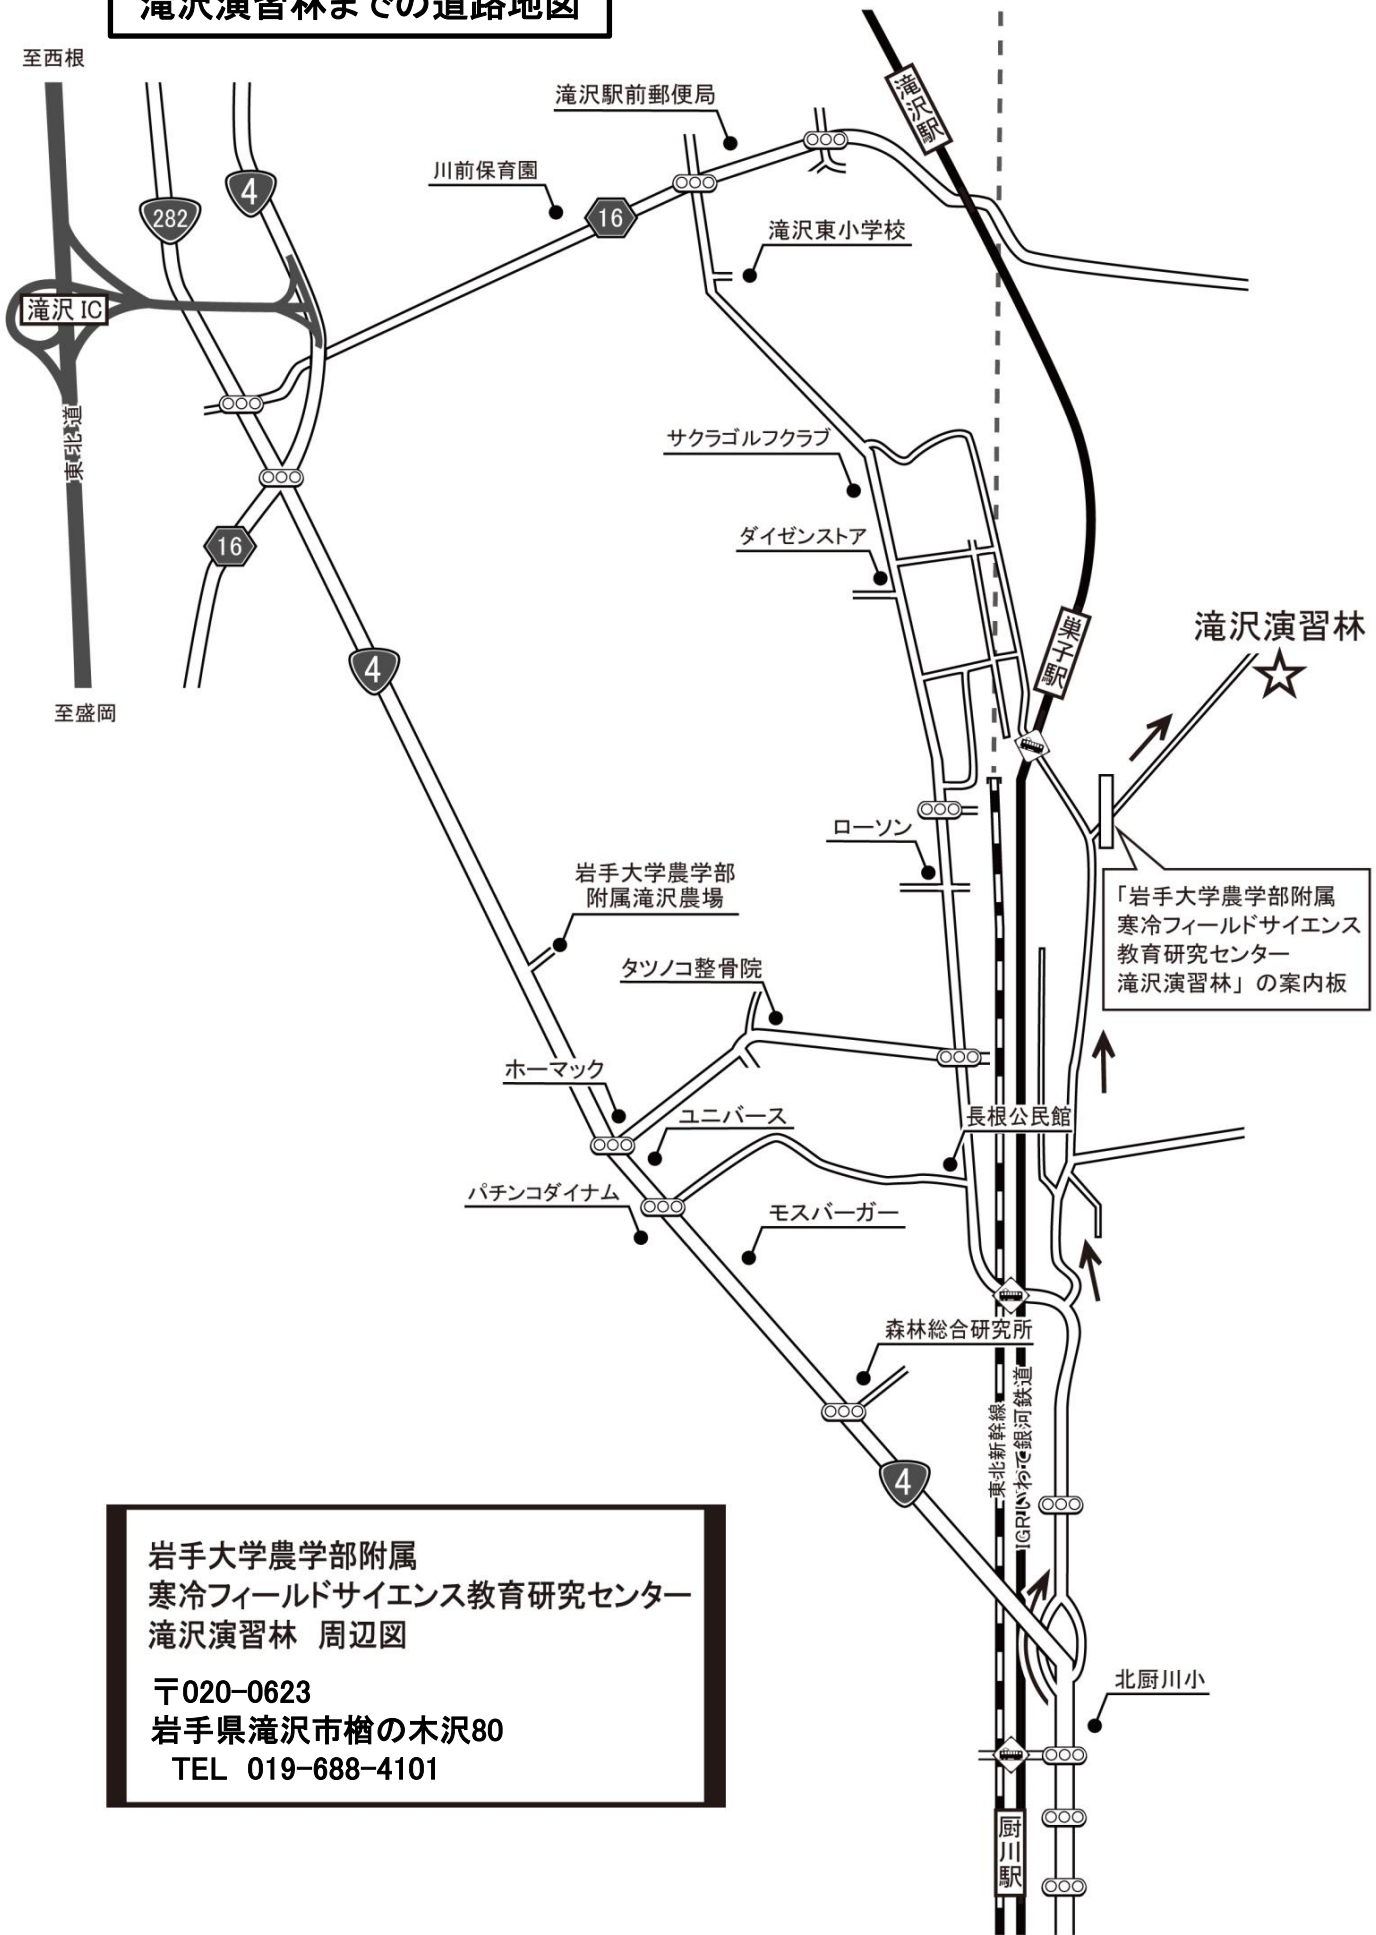 滝沢演習林までの道路地図
至西根
滝沢駅
滝沢駅前郵便局
川前保育園
4
282
16
滝沢東小学校
滝沢 IC
東北道
サクラゴルフクラブ
ダイゼンストア
16
巣子駅
滝沢演習林
4
至盛岡
ローソン
岩手大学農学部
附属滝沢農場
「岩手大学農学部附属
寒冷フィールドサイエンス
教育研究センター
滝沢演習林」の案内板
タツノコ整骨院
ホーマック
ユニバース
長根公民館
パチンコダイナム
モスバーガー
森林総合研究所
東北新幹線
IGRいわて銀河鉄道
4
岩手大学農学部附属
寒冷フィールドサイエンス教育研究センター
滝沢演習林 周辺図
〒020-0623
岩手県滝沢市楢の木沢80
TEL 019-688-4101
北厨川小
厨川駅